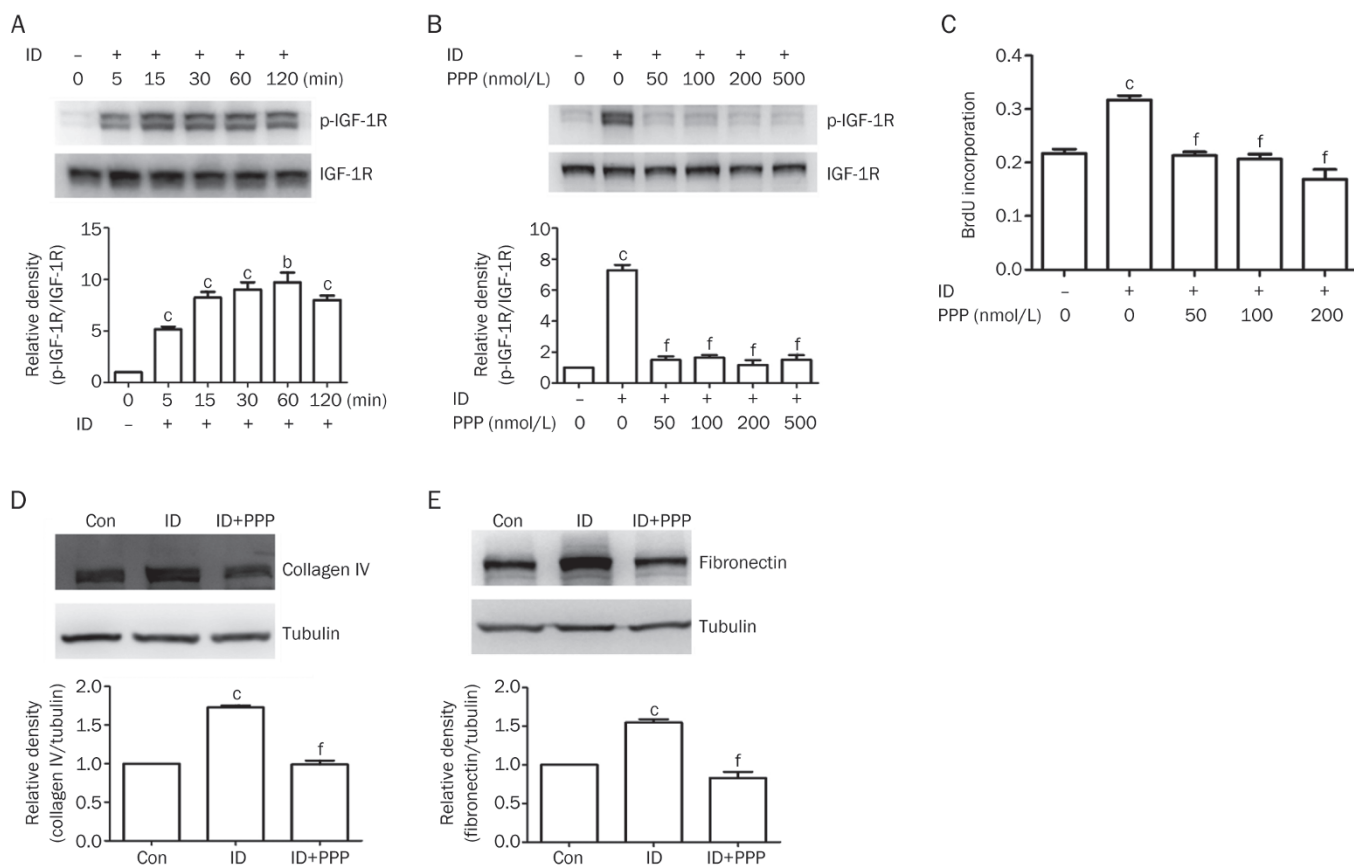 A
ID – + + + + +
0 5 15 30 60 120 (min)
p-IGF-1R
IGF-1R
Relative density
(p-IGF-1R/IGF-1R)
15
10
5
0
c
c
c
b
c
0 5 15 30 60 120 (min)
ID – + + + + +
B
ID – + + + + +
PPP (nmol/L) 0 0 50 100 200 500
p-IGF-1R
IGF-1R
Relative density
(p-IGF-1R/IGF-1R)
10
8
6
4
2
0
c
f
f
f
f
ID – + + + + +
PPP (nmol/L) 0 0 50 100 200 500
C
BrdU incorporation
0.4
0.3
0.2
0.1
0.0
c
f
f
f
ID – + + + +
PPP (nmol/L) 0 0 50 100 200
D
Con ID ID+PPP
Collagen IV
Tubulin
Relative density
(collagen IV/tubulin)
2.0
1.5
1.0
0.5
0.0
c
f
Con ID ID+PPP
E
Con ID ID+PPP
Fibronectin
Tubulin
Relative density
(fibronectin/tubulin)
2.0
1.5
1.0
0.5
0.0
c
f
Con ID ID+PPP